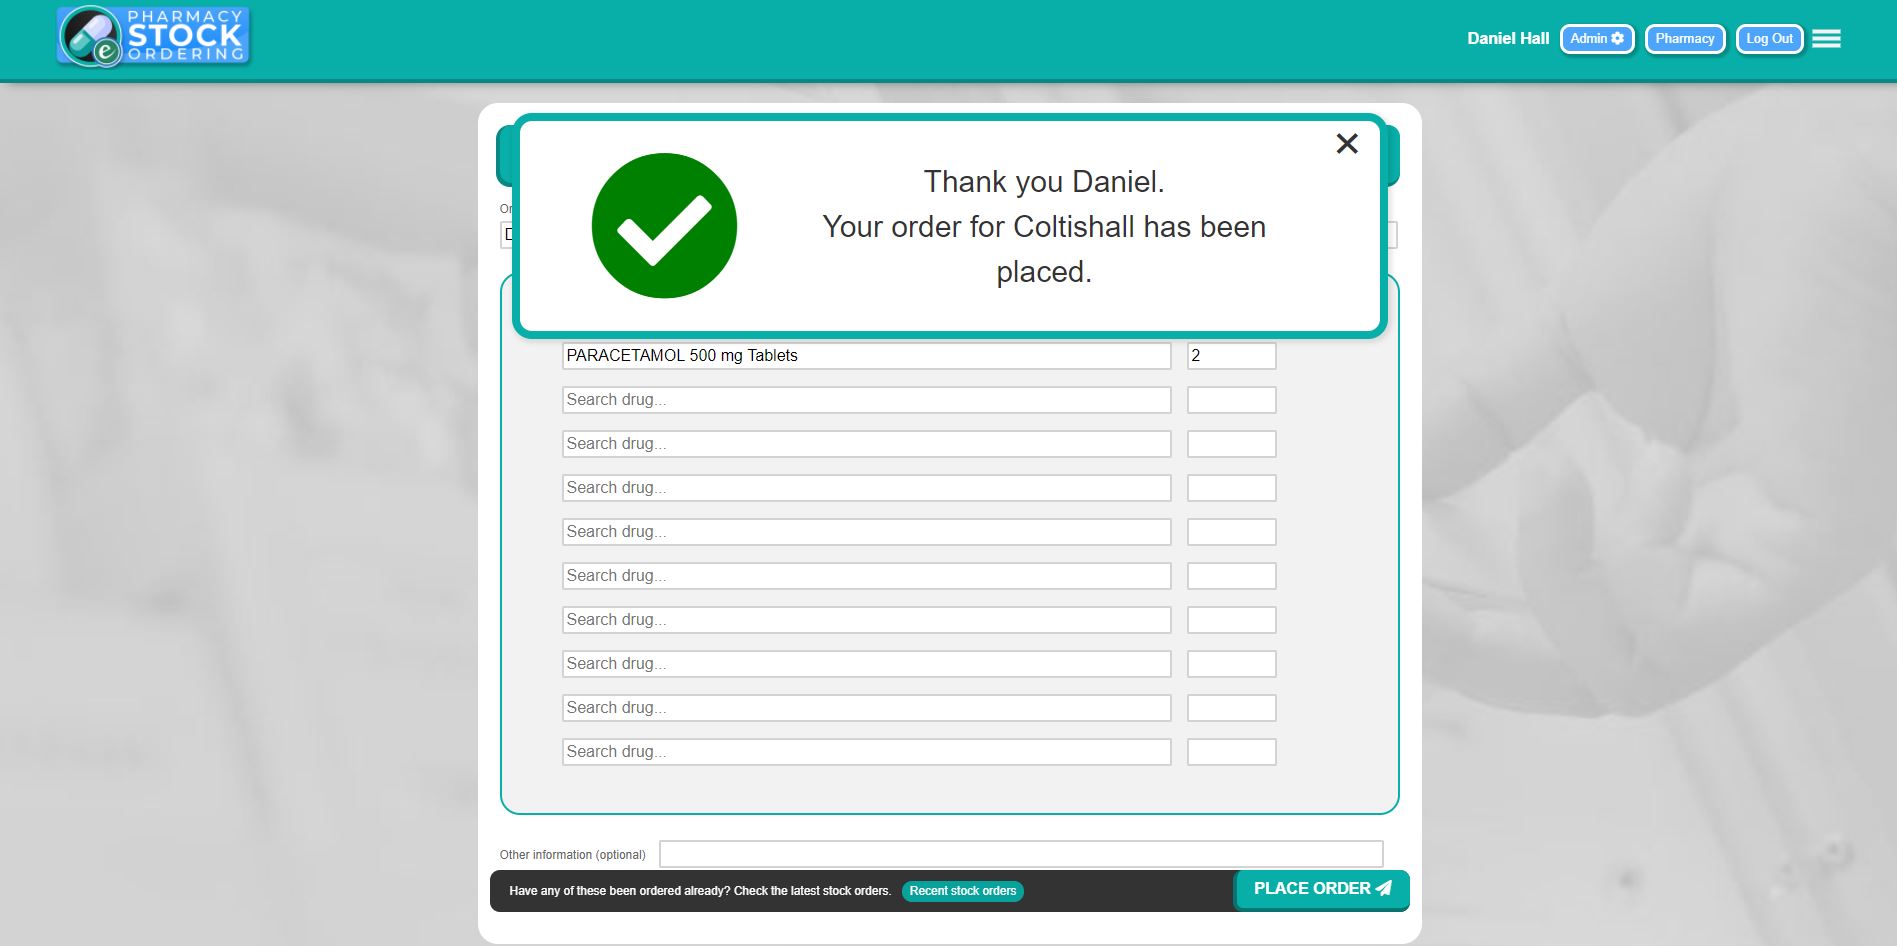 PHARMACY
STOCK
ORDERING
e
Daniel Hall
Admin
Pharmacy
Log Out
Thank you Daniel.
Your order for Coltishall has been
placed.
PARACETAMOL 500 mg Tablets 2
Search drug...
Search drug...
Search drug...
Search drug...
Search drug...
Search drug...
Search drug...
Search drug...
Search drug...
Other information (optional)
Have any of these been ordered already? Check the latest stock orders. Recent stock orders
PLACE ORDER